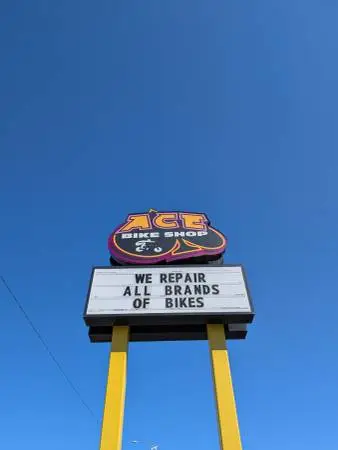 ACE
BIKE SHOP
WE REPAIR
ALL BRANDS
OF BIKES